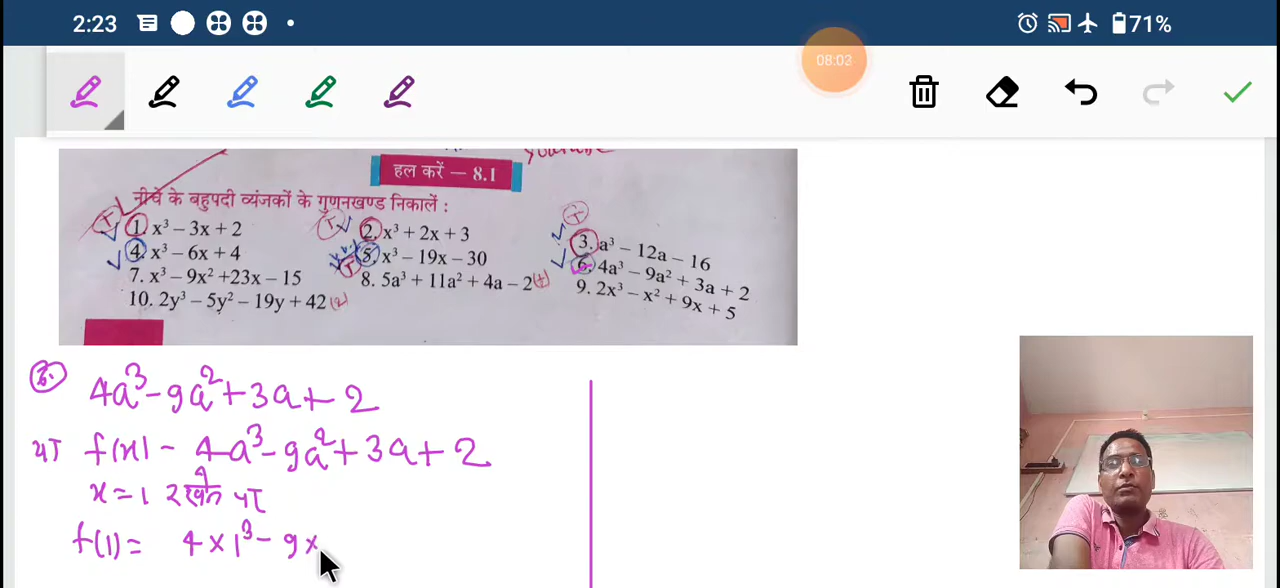 2:23
71%
08:03
हल करें – 8.1
नीचे के बहुपदी व्यंजकों के गुणनखण्ड निकालें :
1. x³ – 3x + 2
2. x³ + 2x + 3
3. a³ – 12a – 16
4. x³ – 6x + 4
5. x³ – 19x – 30
6. 4a³ – 9a² + 3a + 2
7. x³ – 9x² +23x – 15
8. 5a³ + 11a² + 4a – 2
9. 2x³ – x² + 9x + 5
10. 2y³ – 5y² – 19y + 42
6. 4a³ - 9a² + 3a + 2
या f(x) - 4a³ - 9a² + 3a + 2
x = 1 रखने पर
f(1) = 4 × 1³ - 9 ×